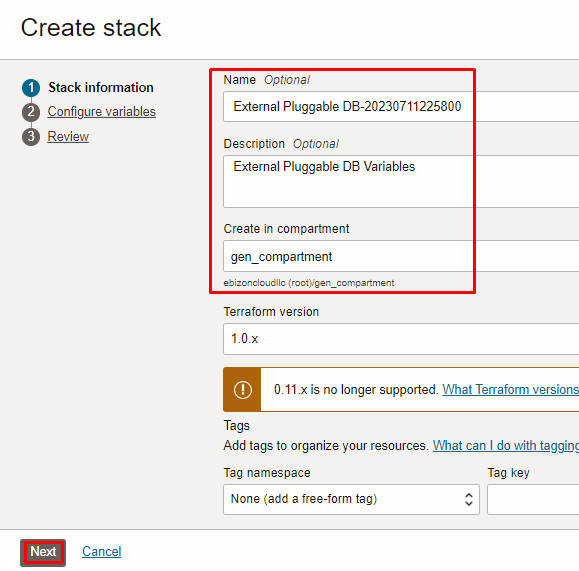 Create stack
1 Stack information
2 Configure variables
3 Review
Name Optional
External Pluggable DB-20230711225800
Description Optional
External Pluggable DB Variables
Create in compartment
gen_compartment
ebizoncloudllc (root)/gen_compartment
Terraform version
1.0.x
0.11.x is no longer supported. What Terraform versions
Tags
Add tags to organize your resources. What can I do with tagging
Tag namespace
Tag key
None (add a free-form tag)
Next Cancel